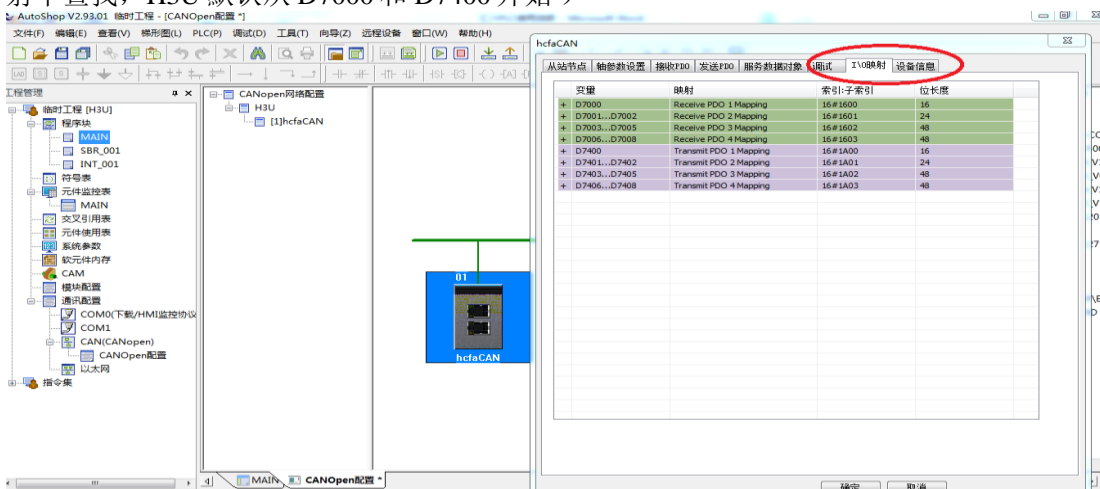 射中查找，H3U 默认从 D7000 和 D7400 开始）
AutoShop V2.93.01 临时工程 - [CANOpen配置 *]
文件(F) 编辑(E) 查看(V) 梯形图(L) PLC(P) 调试(D) 工具(T) 向导(Z) 远程设备 窗口(W) 帮助(H)
工程管理
临时工程 [H3U]
程序块
MAIN
SBR_001
INT_001
符号表
元件监控表
MAIN
交叉引用表
元件使用表
系统参数
软元件内存
CAM
模块配置
通讯配置
COM0(下载/HMI监控协议
COM1
CAN(CANopen)
CANOpen配置
以太网
指令集
CANopen网络配置
H3U
[1]hcfaCAN
01
hcfaCAN
MAIN CANOpen配置 *
hcfaCAN
从站节点 轴参数设置 接收PDO 发送PDO 服务数据对象 调试 I\O映射 设备信息
变量 映射 索引:子索引 位长度
+ D7000 Receive PDO 1 Mapping 16#1600 16
+ D7001...D7002 Receive PDO 2 Mapping 16#1601 24
+ D7003...D7005 Receive PDO 3 Mapping 16#1602 48
+ D7006...D7008 Receive PDO 4 Mapping 16#1603 48
+ D7400 Transmit PDO 1 Mapping 16#1A00 16
+ D7401...D7402 Transmit PDO 2 Mapping 16#1A01 24
+ D7403...D7405 Transmit PDO 3 Mapping 16#1A02 48
+ D7406...D7408 Transmit PDO 4 Mapping 16#1A03 48
确定 取消